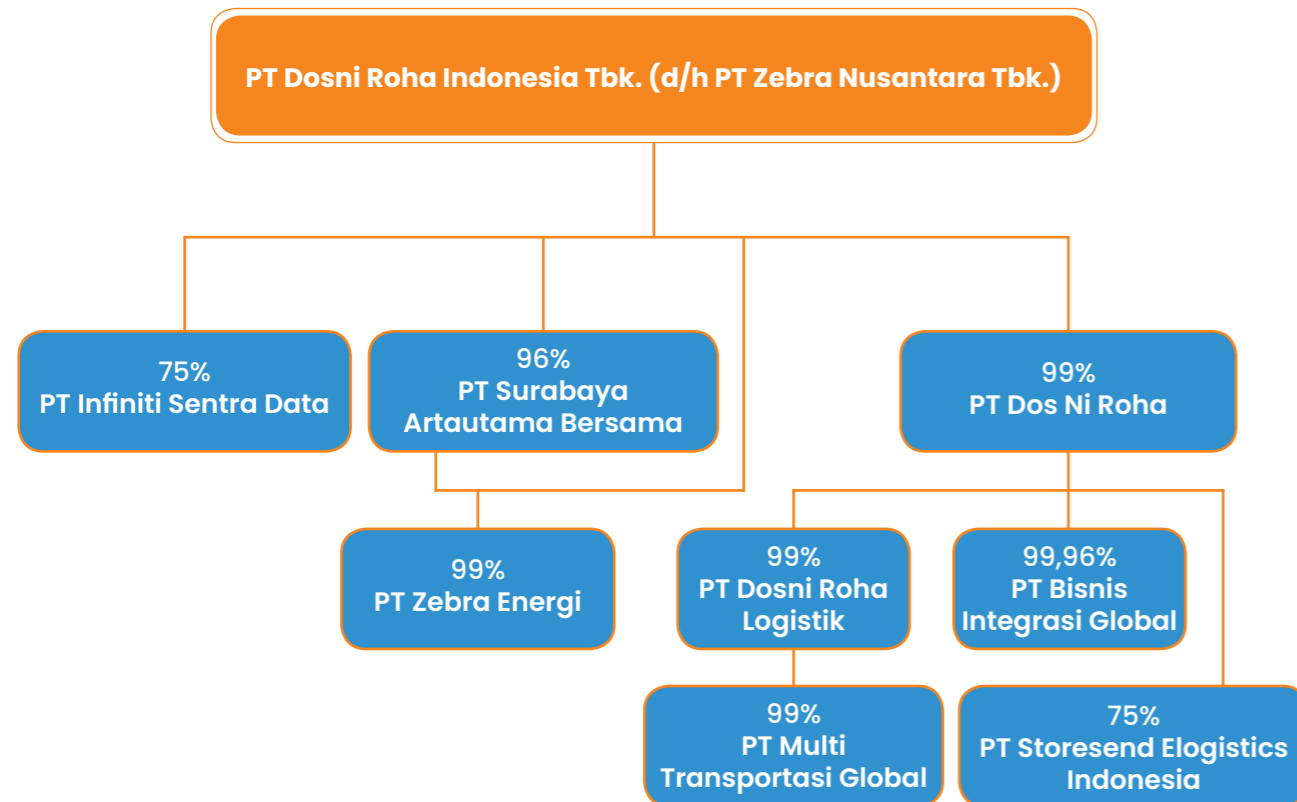 PT Dosni Roha Indonesia Tbk. (d/h PT Zebra Nusantara Tbk.)
75%
PT Infiniti Sentra Data
96%
PT Surabaya
Artautama Bersama
99%
PT Dos Ni Roha
99%
PT Zebra Energi
99%
PT Dosni Roha
Logistik
99,96%
PT Bisnis
Integrasi Global
99%
PT Multi
Transportasi Global
75%
PT Storesend Elogistics
Indonesia